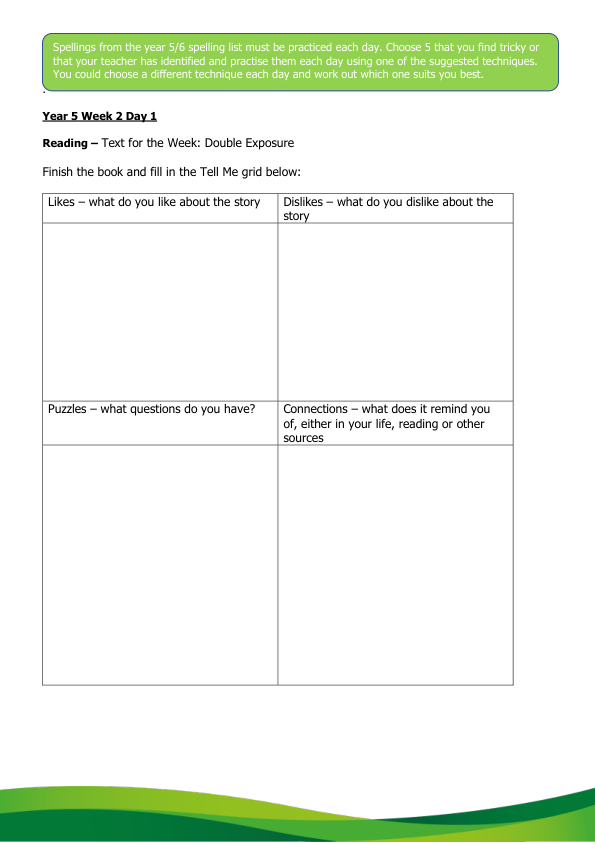 Spellings from the year 5/6 spelling list must be practiced each day. Choose 5 that you find tricky or
that your teacher has identified and practise them each day using one of the suggested techniques.
You could choose a different technique each day and work out which one suits you best.
.
Year 5 Week 2 Day 1
Reading – Text for the Week: Double Exposure
Finish the book and fill in the Tell Me grid below:
Likes – what do you like about the story
Dislikes – what do you dislike about the
story
Puzzles – what questions do you have?
Connections – what does it remind you
of, either in your life, reading or other
sources